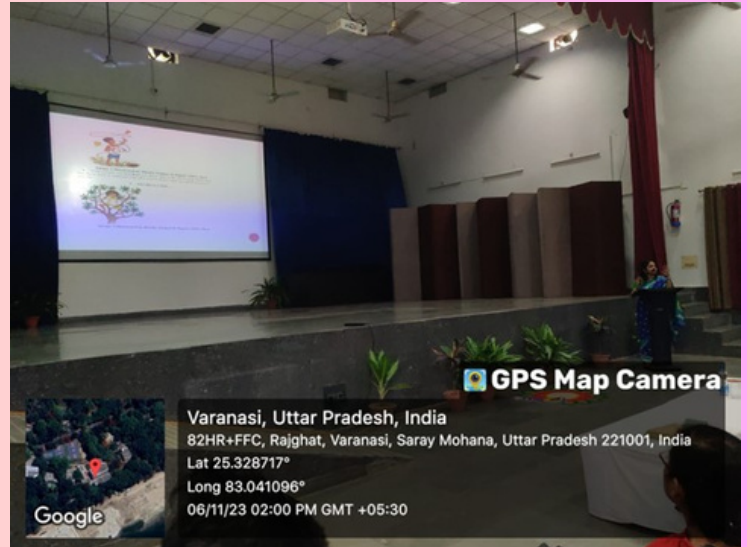 GPS Map Camera
Varanasi, Uttar Pradesh, India
82HR+FFC, Rajghat, Varanasi, Saray Mohana, Uttar Pradesh 221001, India
Lat 25.328717°
Long 83.041096°
06/11/23 02:00 PM GMT +05:30
Google